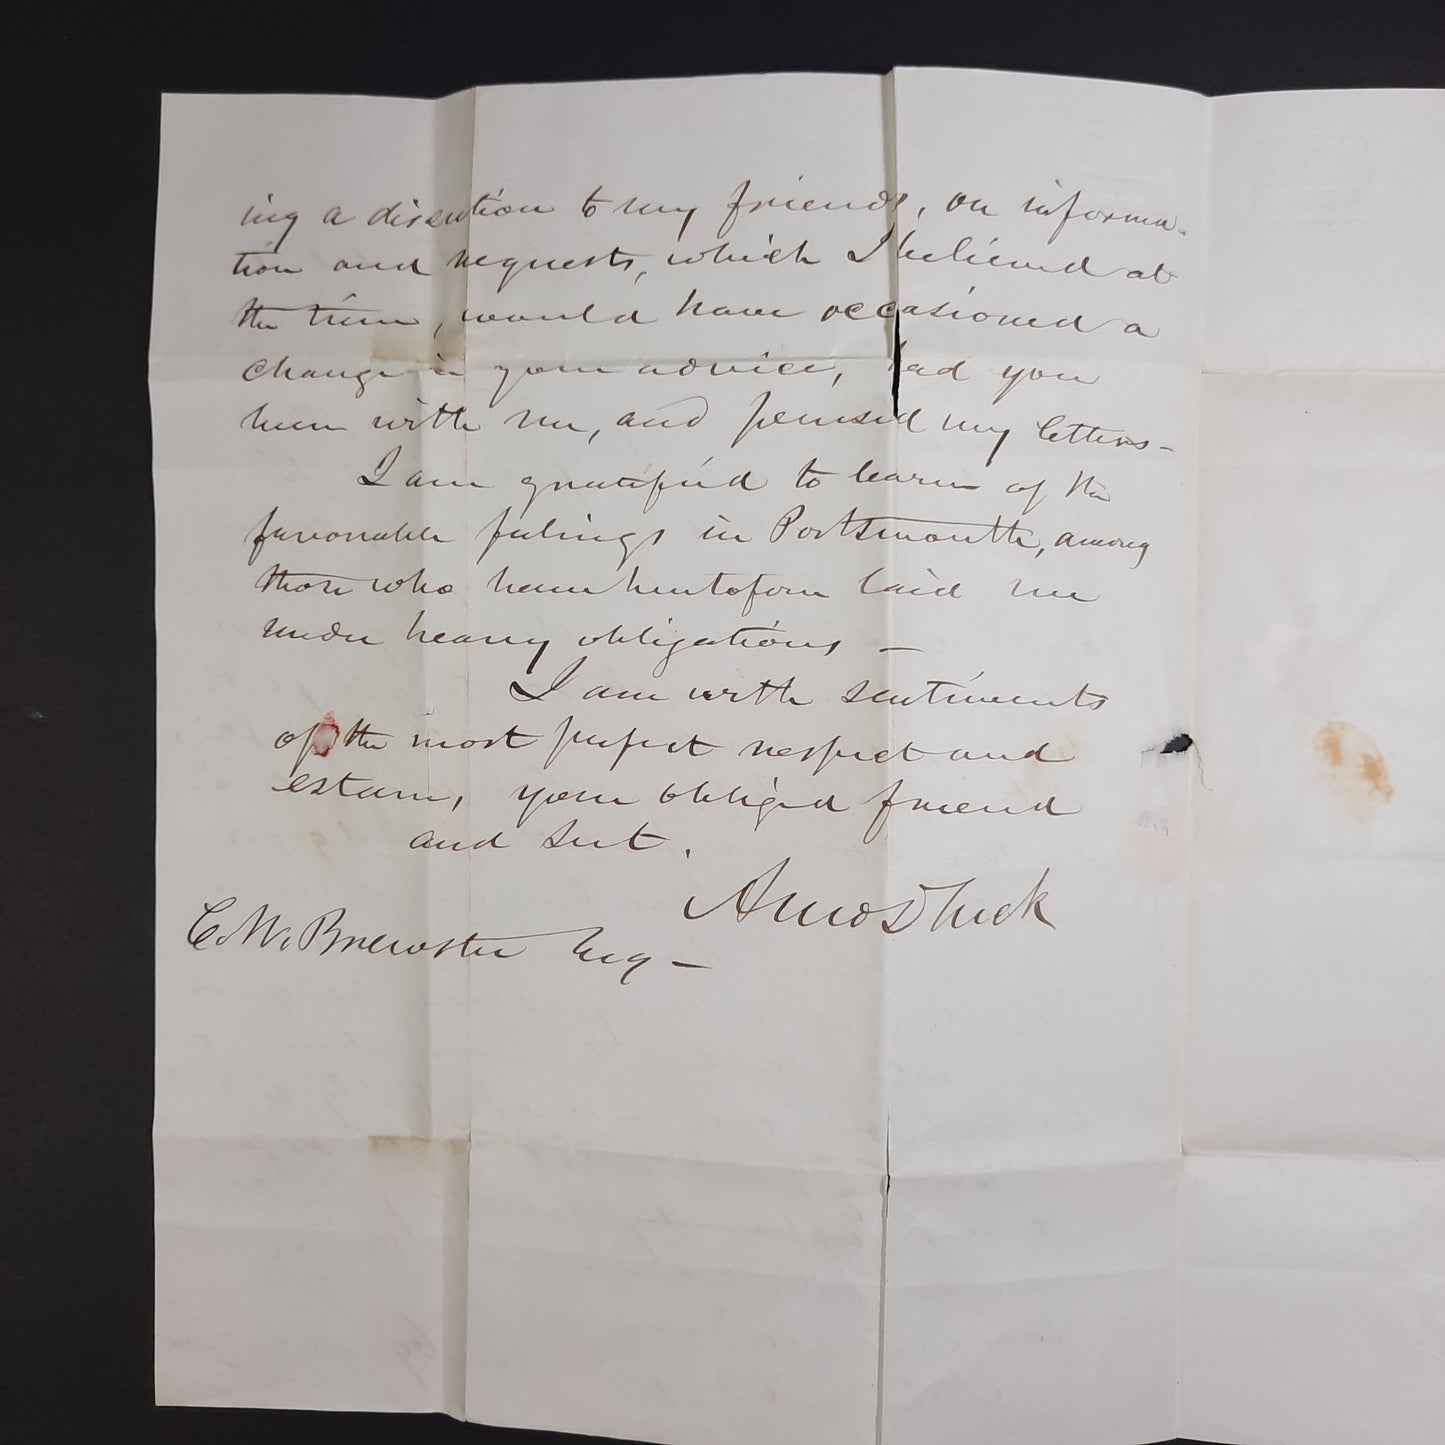 ing a discretion to my friends, on informa-
tion and requests, which I believed at
the time, would have occasioned a
change in your advice, had you
been with me, and perused my letters -
I am gratified to learn of the
favorable feelings in Portsmouth, among
those who have heretofore laid me
under heavy obligations -
I am with sentiments
of the most perfect respect and
esteem, your obliged friend
and Svt.
Amos Tuck
C. W. Brewster Esq -